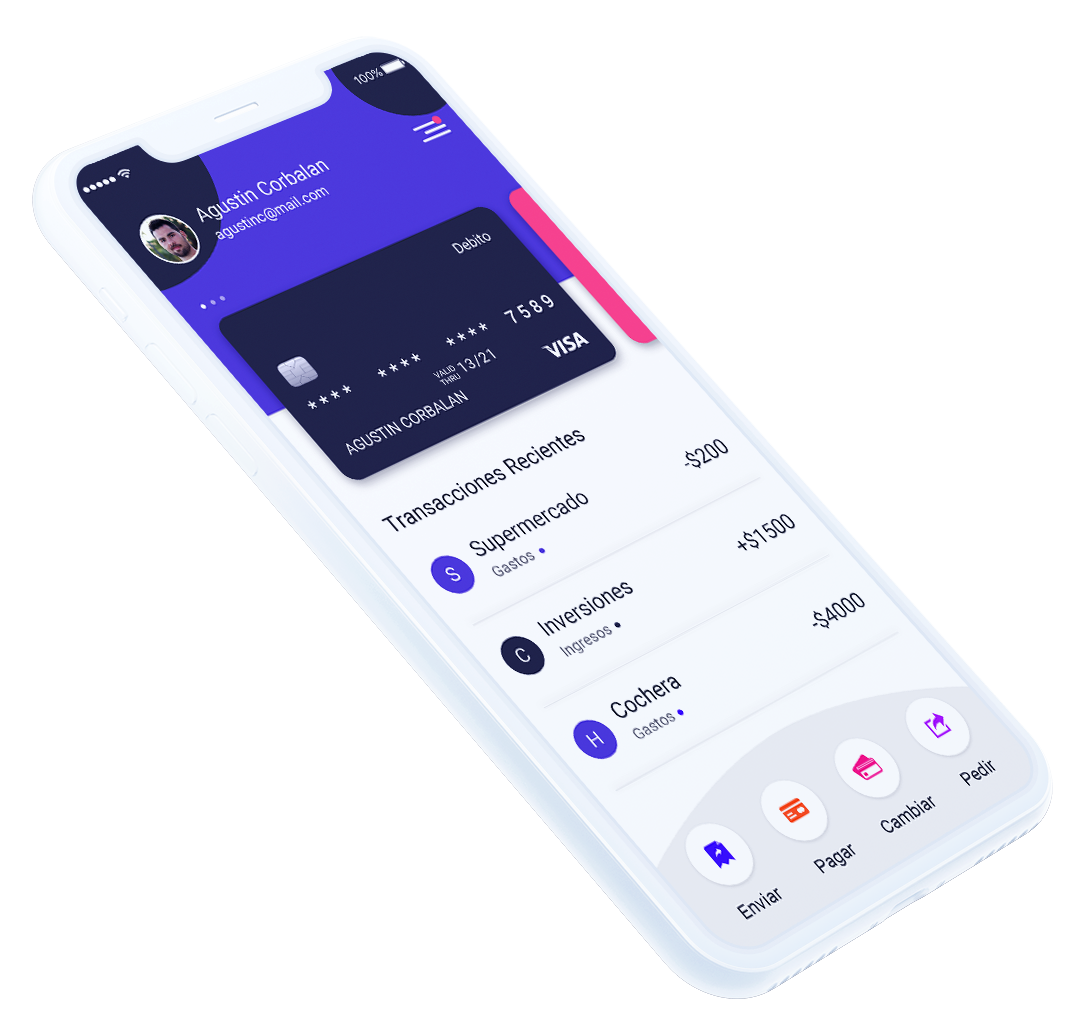 100%
Agustin Corbalan
agustinc@mail.com
Debito
**** **** **** 7589
VALID
THRU 13/21
VISA
AGUSTIN CORBALAN
Transacciones Recientes
S Supermercado -$200
Gastos
C Inversiones +$1500
Ingresos
H Cochera -$4000
Gastos
Enviar Pagar Cambiar Pedir